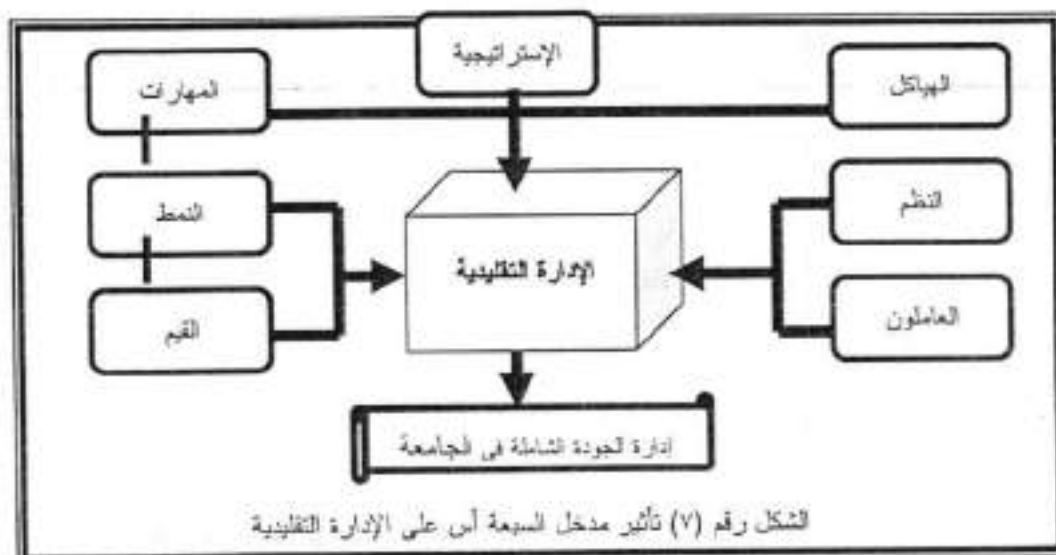 الإستراتيجية
الهياكل
المهارات
النظم
النمط
الإدارة التقليدية
العاملون
القيم
إدارة الجودة الشاملة فى الجامعة
الشكل رقم (٧) تأثير مدخل السبعة أس على الإدارة التقليدية